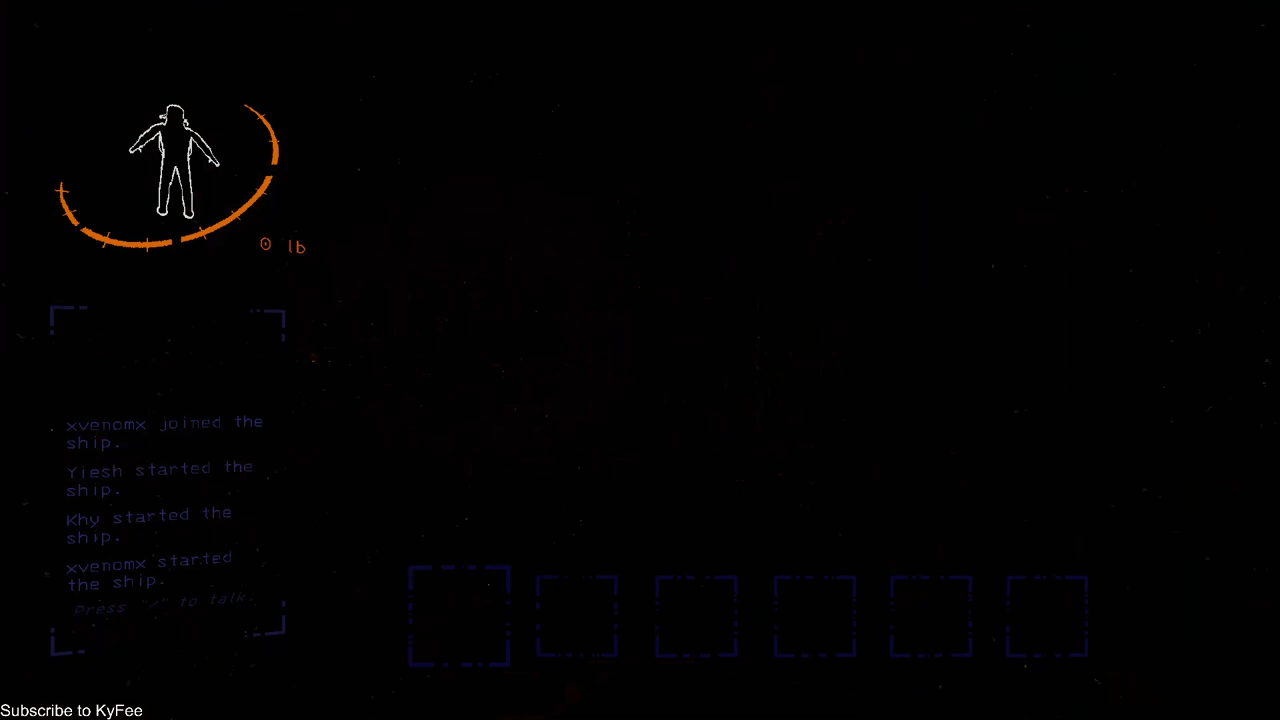 0 lb
xvenomx joined the
ship.
Yiesh started the
ship.
Khy started the
ship.
xvenomx started
the ship.
Press "/" to talk.
Subscribe to KyFee